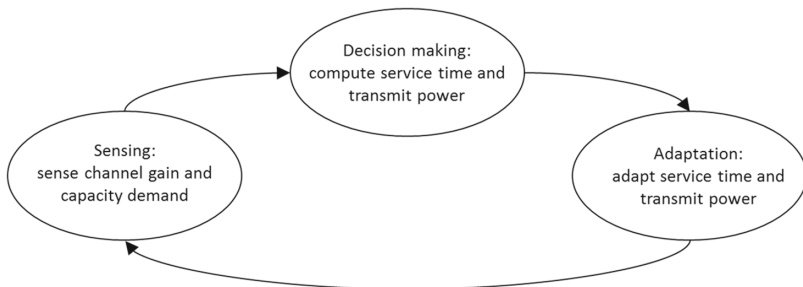 Decision making:
compute service time and
transmit power
Sensing:
sense channel gain and
capacity demand
Adaptation:
adapt service time and
transmit power